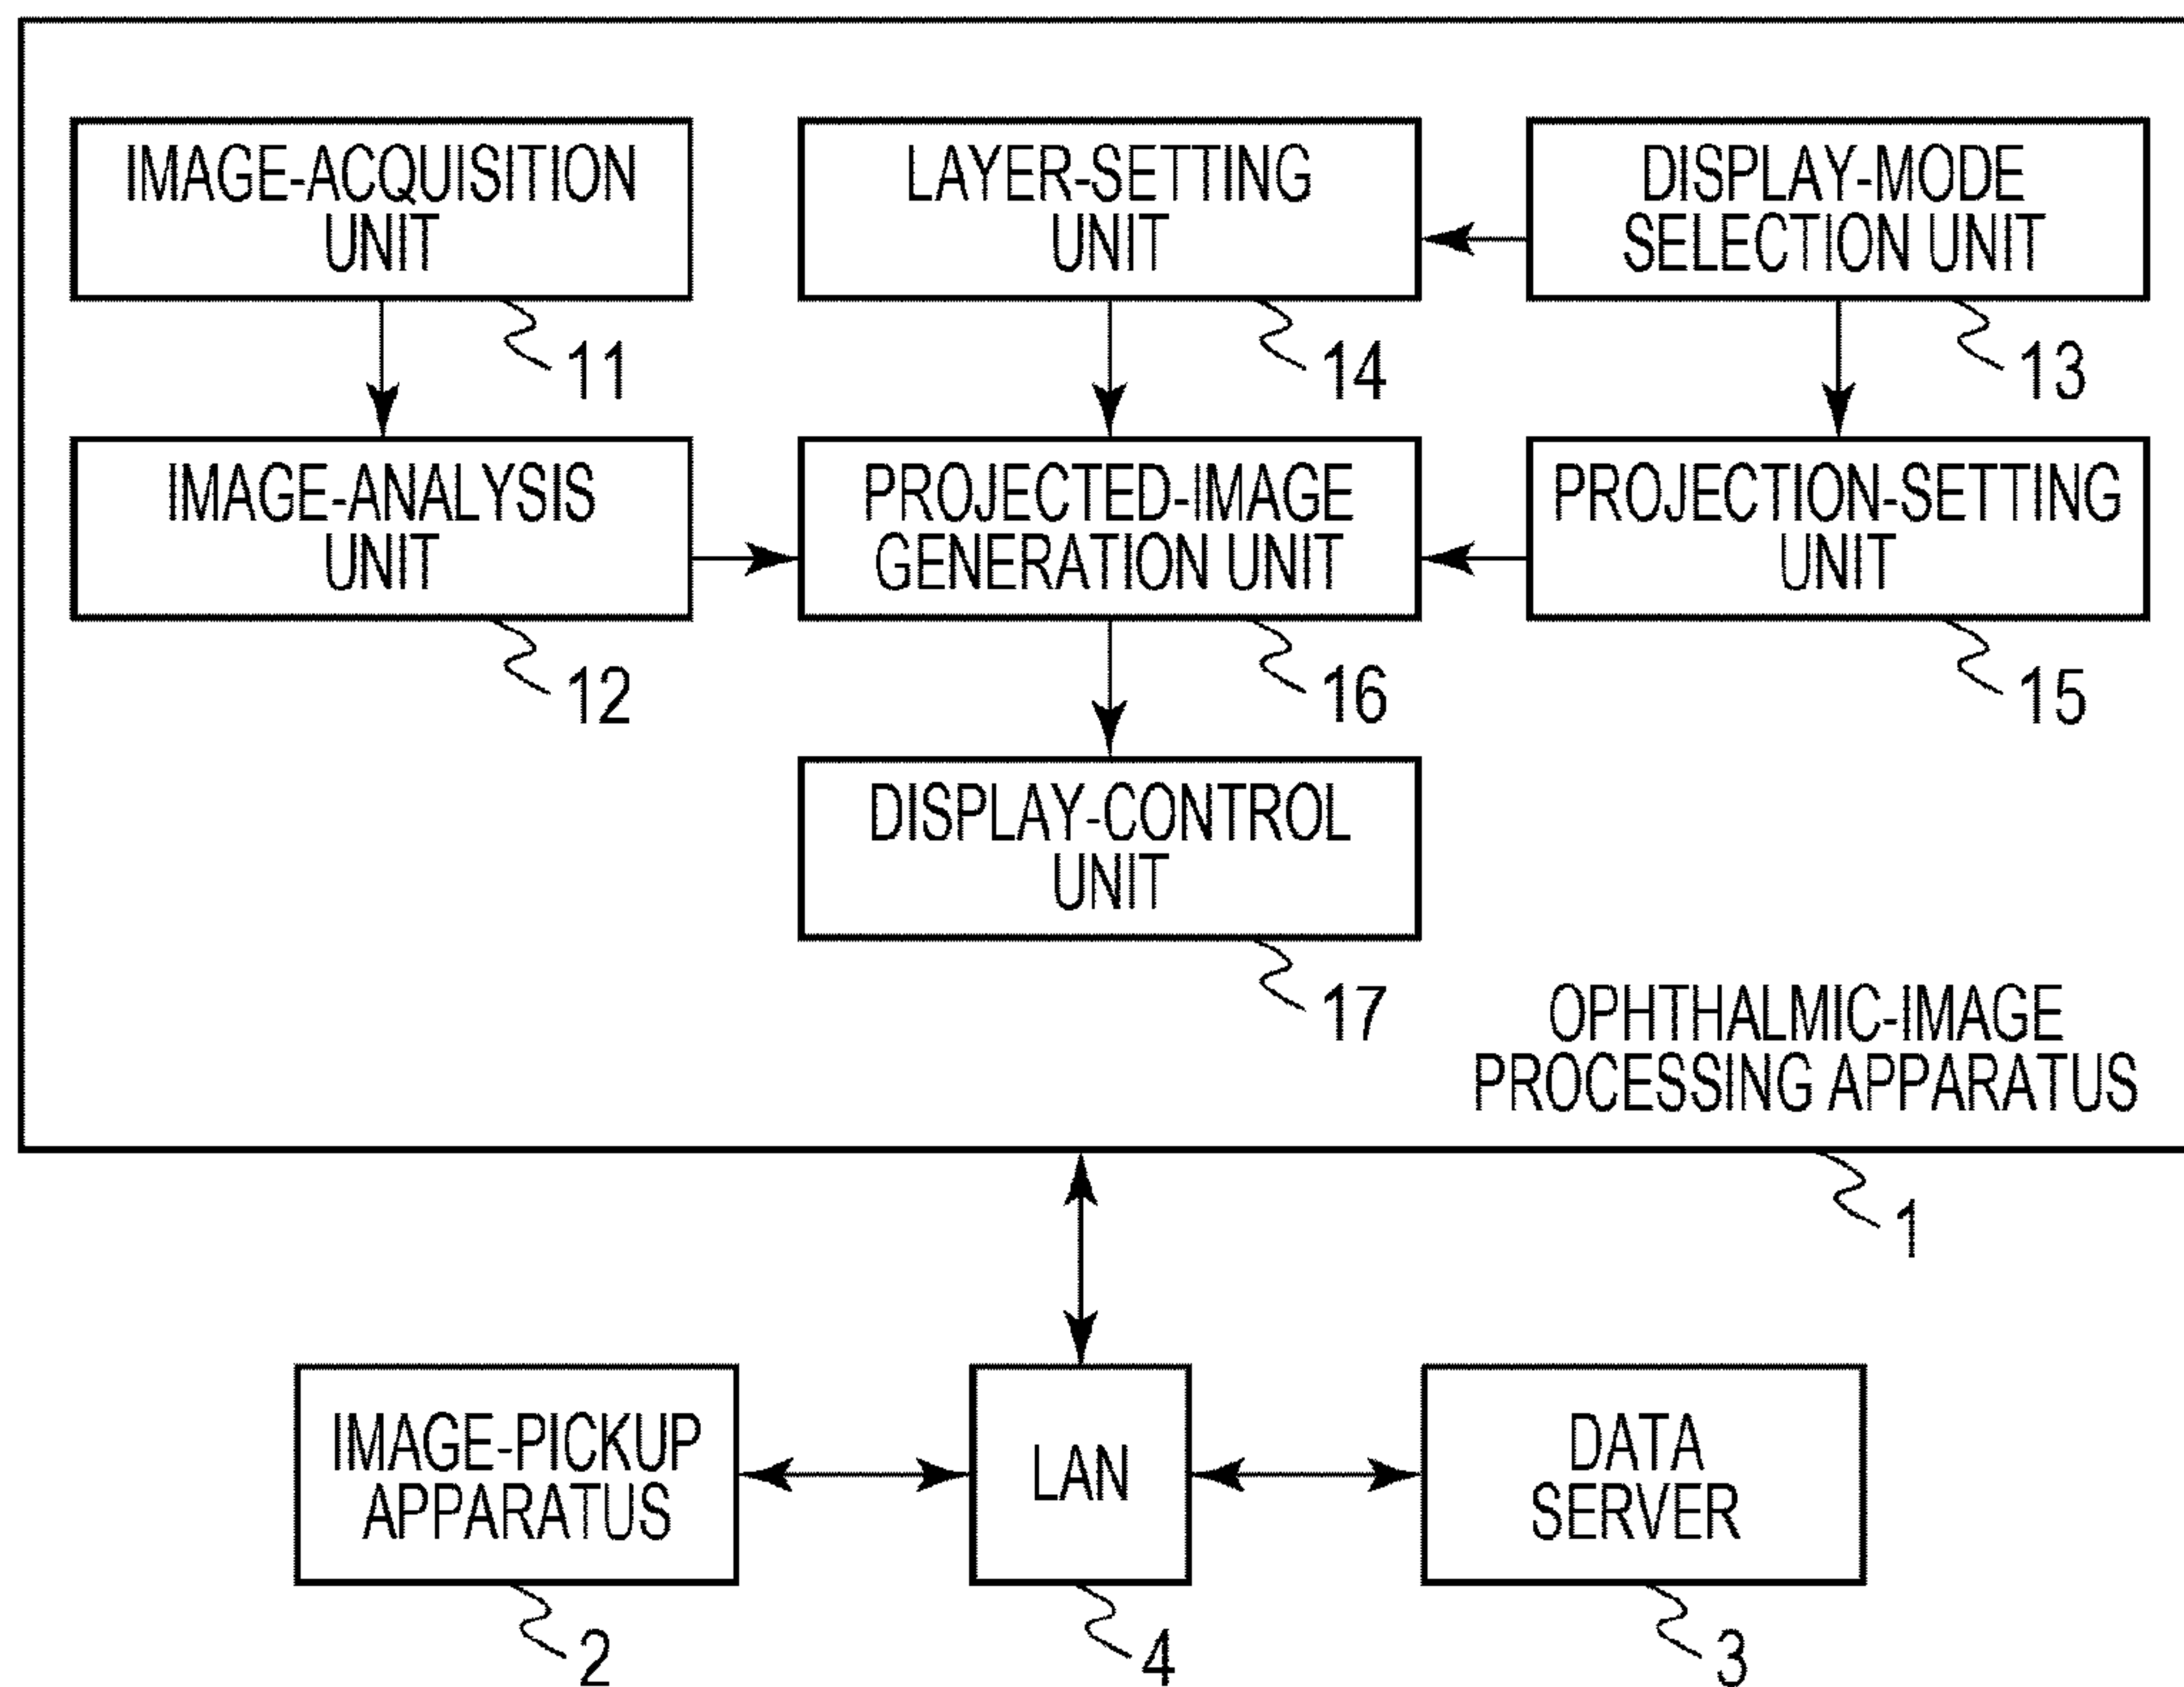 IMAGE-ACQUISITION
UNIT
11
LAYER-SETTING
UNIT
14
DISPLAY-MODE
SELECTION UNIT
13
IMAGE-ANALYSIS
UNIT
12
PROJECTED-IMAGE
GENERATION UNIT
16
PROJECTION-SETTING
UNIT
15
DISPLAY-CONTROL
UNIT
17
OPHTHALMIC-IMAGE
PROCESSING APPARATUS
1
IMAGE-PICKUP
APPARATUS
2
LAN
4
DATA
SERVER
3